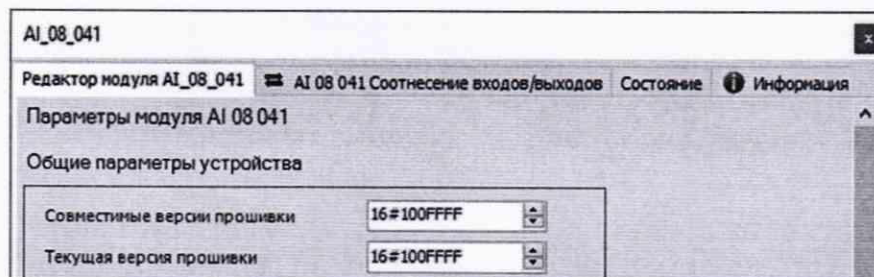 AI_08_041
x
Редактор модуля AI_08_041 AI 08 041 Соотнесение входов/выходов Состояние Информация
Параметры модуля AI 08 041
Общие параметры устройства
Совместимые версии прошивки 16#100FFFF
Текущая версия прошивки 16#100FFFF